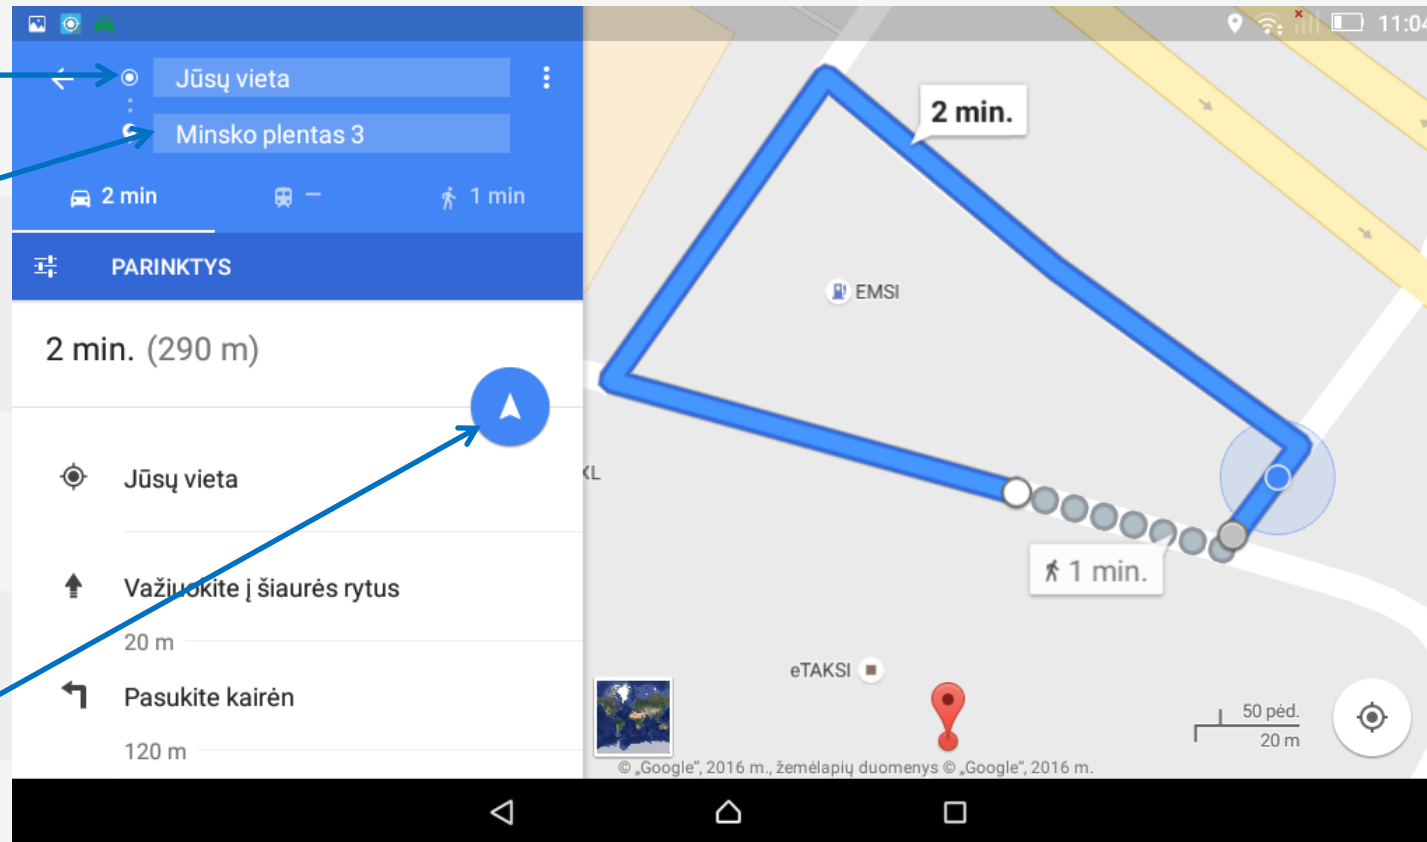 11:04
Jūsų vieta
Minsko plentas 3
2 min
–
1 min
PARINKTYS
2 min. (290 m)
Jūsų vieta
Važiuokite į šiaurės rytus
20 m
Pasukite kairėn
120 m
2 min.
EMSI
XL
1 min.
eTAKSI
50 pėd.
20 m
© „Google“, 2016 m., žemėlapių duomenys © „Google“, 2016 m.